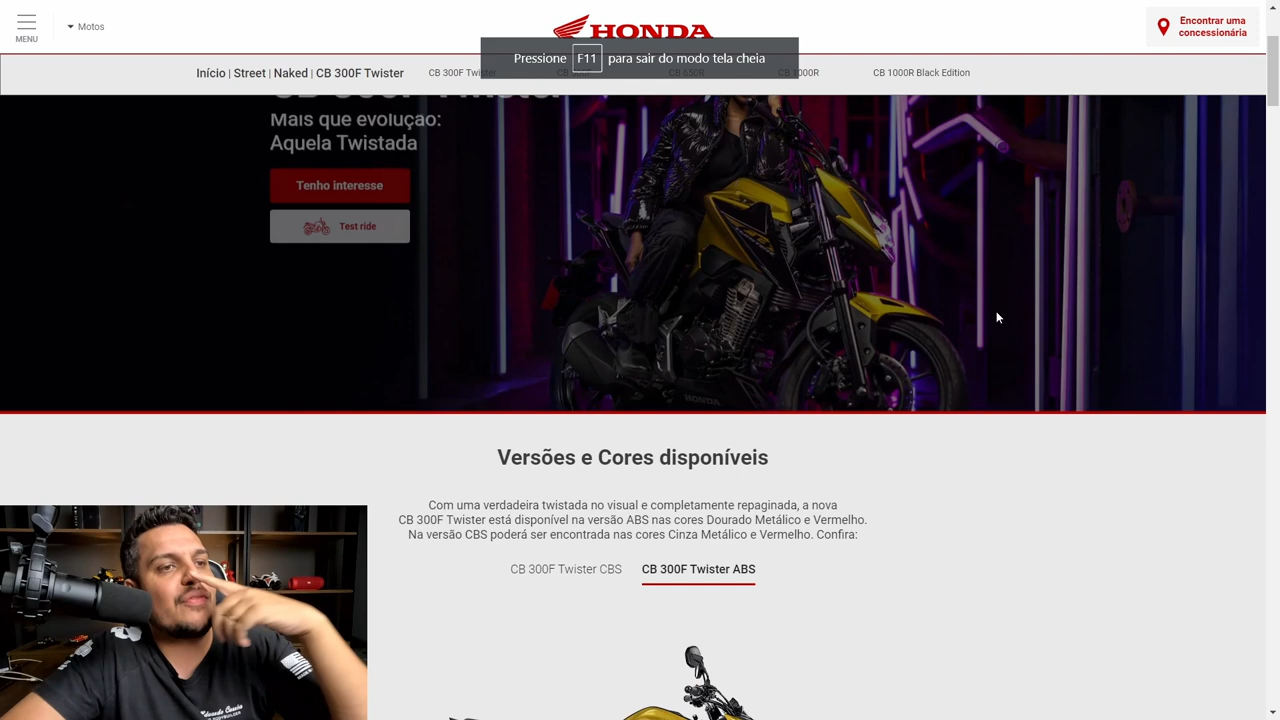 MENU
Motos
HONDA
Encontrar uma
concessionária
Pressione F11 para sair do modo tela cheia
Início | Street | Naked | CB 300F Twister
CB 300F Twister
CB 1000R Black Edition
Mais que evolução:
Aquela Twistada
Tenho interesse
Test ride
HONDA
Versões e Cores disponíveis
Com uma verdadeira twistada no visual e completamente repaginada, a nova
CB 300F Twister está disponível na versão ABS nas cores Dourado Metálico e Vermelho.
Na versão CBS poderá ser encontrada nas cores Cinza Metálico e Vermelho. Confira:
CB 300F Twister CBS
CB 300F Twister ABS